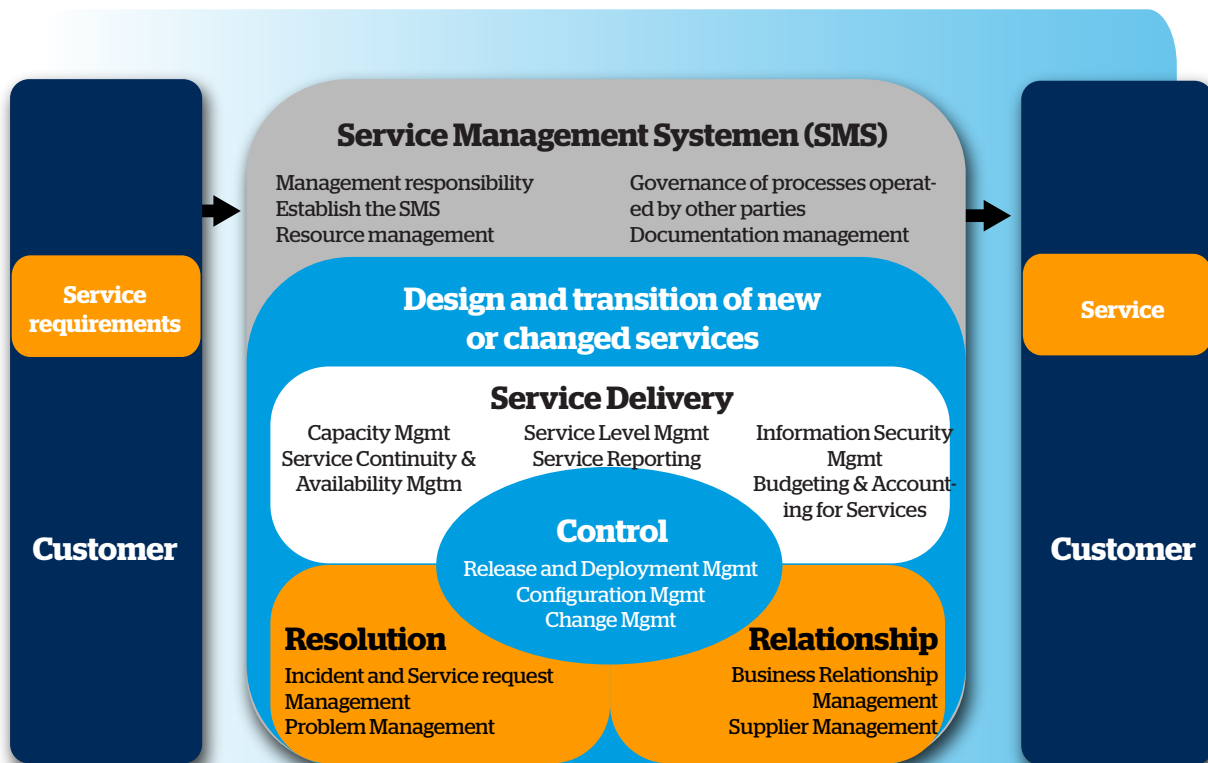 Service
requirements
Customer
Service Management Systemen (SMS)
Management responsibility
Establish the SMS
Resource management
Governance of processes operat-
ed by other parties
Documentation management
Design and transition of new
or changed services
Service Delivery
Capacity Mgmt
Service Continuity &
Availability Mgtm
Service Level Mgmt
Service Reporting
Information Security
Mgmt
Budgeting & Account-
ing for Services
Control
Release and Deployment Mgmt
Configuration Mgmt
Change Mgmt
Resolution
Incident and Service request
Management
Problem Management
Relationship
Business Relationship
Management
Supplier Management
Service
Customer